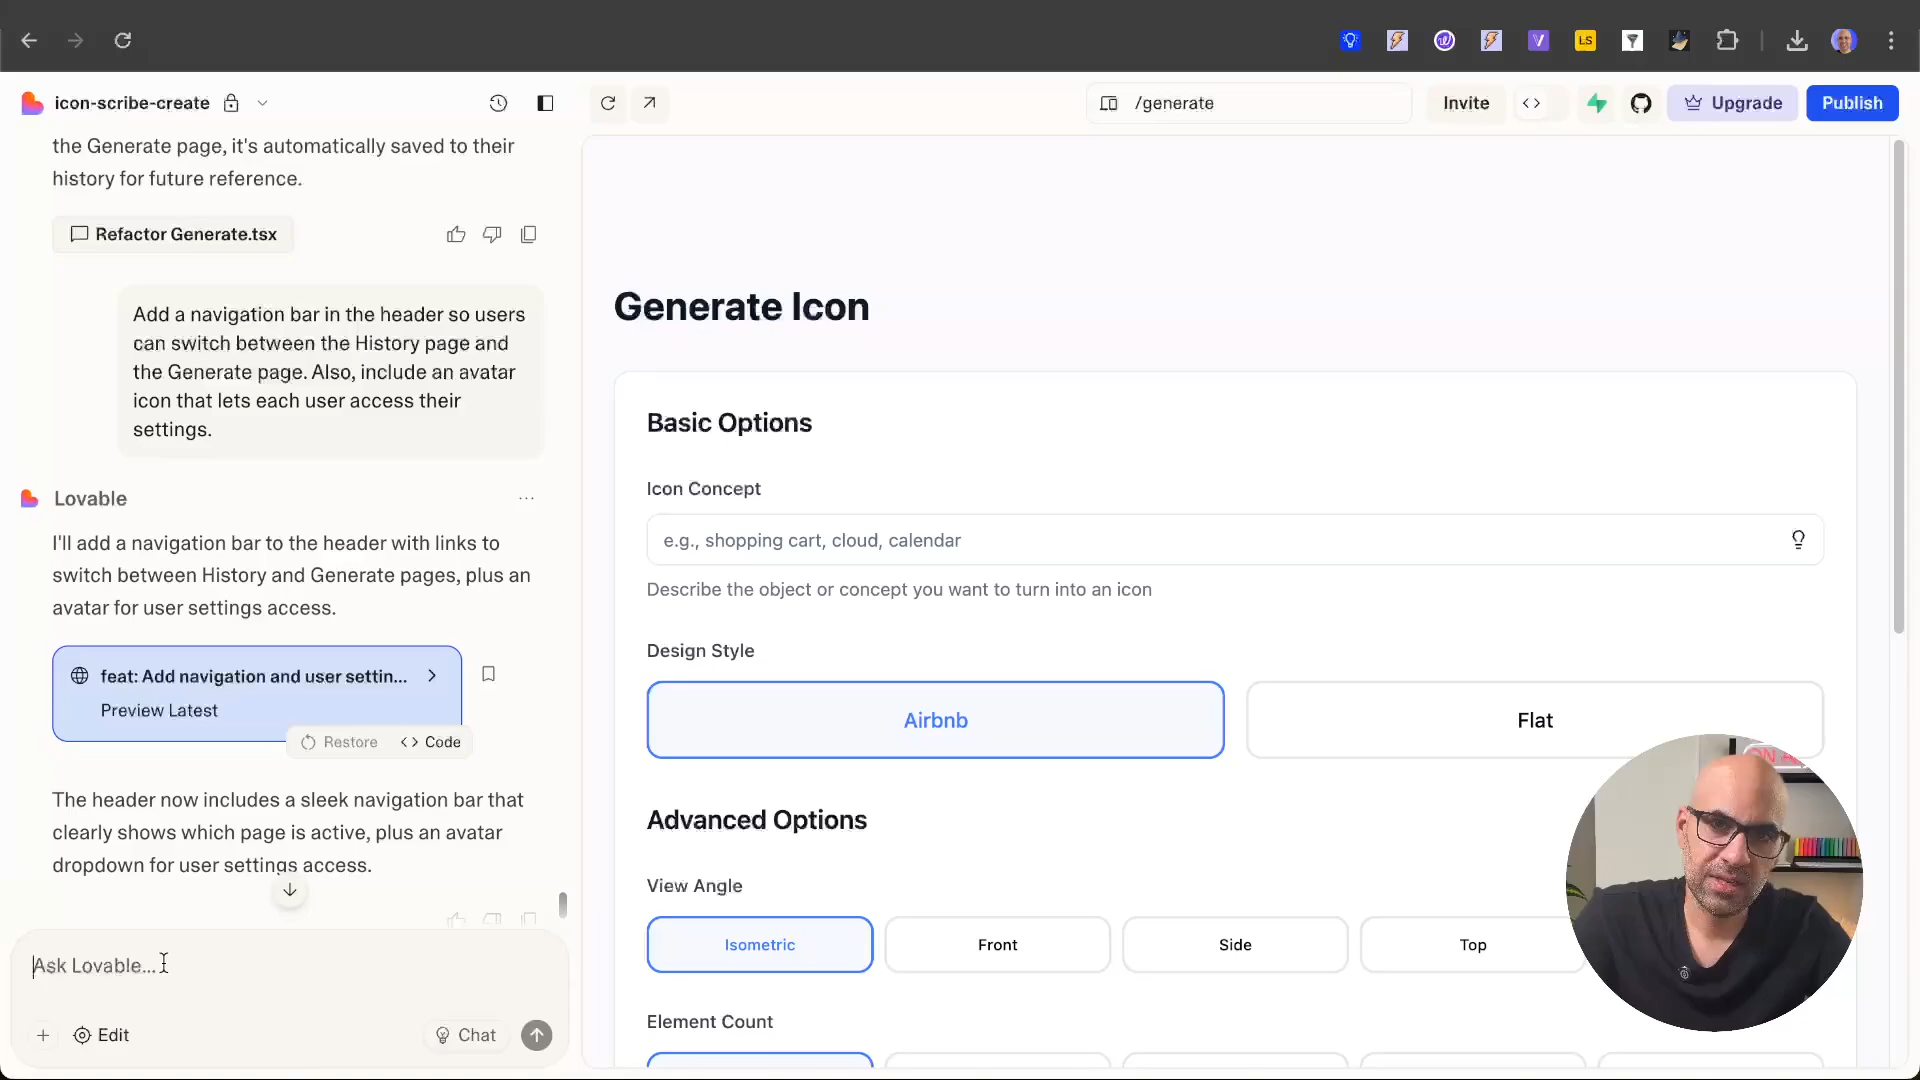 icon-scribe-create
/generate
Invite
Upgrade
Publish
LS
the Generate page, it's automatically saved to their
history for future reference.
Refactor Generate.tsx
Add a navigation bar in the header so users
can switch between the History page and
the Generate page. Also, include an avatar
icon that lets each user access their
settings.
Lovable
I'll add a navigation bar to the header with links to
switch between History and Generate pages, plus an
avatar for user settings access.
feat: Add navigation and user settin...
Preview Latest
Restore
Code
The header now includes a sleek navigation bar that
clearly shows which page is active, plus an avatar
dropdown for user settings access.
Ask Lovable...
Edit
Chat
Generate Icon
Basic Options
Icon Concept
e.g., shopping cart, cloud, calendar
Describe the object or concept you want to turn into an icon
Design Style
Airbnb
Flat
Advanced Options
View Angle
Isometric
Front
Side
Top
Element Count